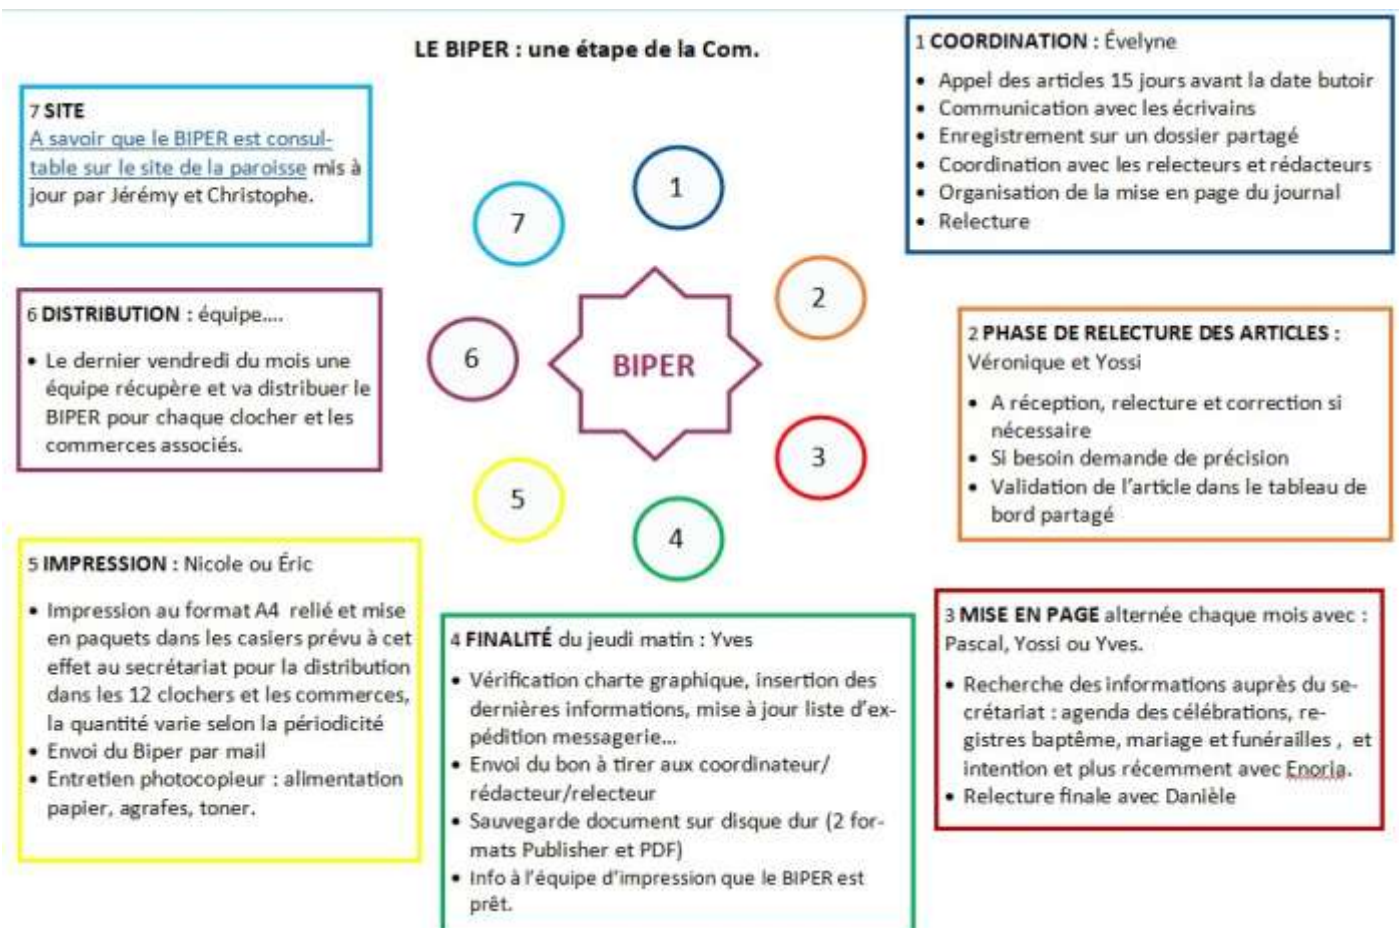 LE BIPER : une étape de la Com.
1 COORDINATION : Évelyne
• Appel des articles 15 jours avant la date butoir
• Communication avec les écrivains
• Enregistrement sur un dossier partagé
• Coordination avec les relecteurs et rédacteurs
• Organisation de la mise en page du journal
• Relecture
2 PHASE DE RELECTURE DES ARTICLES :
Véronique et Yossi
• A réception, relecture et correction si
nécessaire
• Si besoin demande de précision
• Validation de l'article dans le tableau de
bord partagé
3 MISE EN PAGE alternée chaque mois avec :
Pascal, Yossi ou Yves.
• Recherche des informations auprès du se-
crétariat : agenda des célébrations, re-
gistres baptême, mariage et funérailles , et
intention et plus récemment avec Enoria.
• Relecture finale avec Danièle
4 FINALITÉ du jeudi matin : Yves
• Vérification charte graphique, insertion des
dernières informations, mise à jour liste d'ex-
pédition messagerie...
• Envoi du bon à tirer aux coordinateur/
rédacteur/relecteur
• Sauvegarde document sur disque dur (2 for-
mats Publisher et PDF)
• Info à l'équipe d'impression que le BIPER est
prêt.
5 IMPRESSION : Nicole ou Éric
• Impression au format A4 relié et mise
en paquets dans les casiers prévu à cet
effet au secrétariat pour la distribution
dans les 12 clochers et les commerces,
la quantité varie selon la périodicité
• Envoi du Biper par mail
• Entretien photocopieur : alimentation
papier, agrafes, toner.
6 DISTRIBUTION : équipe....
• Le dernier vendredi du mois une
équipe récupère et va distribuer le
BIPER pour chaque clocher et les
commerces associés.
7 SITE
A savoir que le BIPER est consul-
table sur le site de la paroisse mis à
jour par Jérémy et Christophe.
1
2
3
4
5
6
7
BIPER